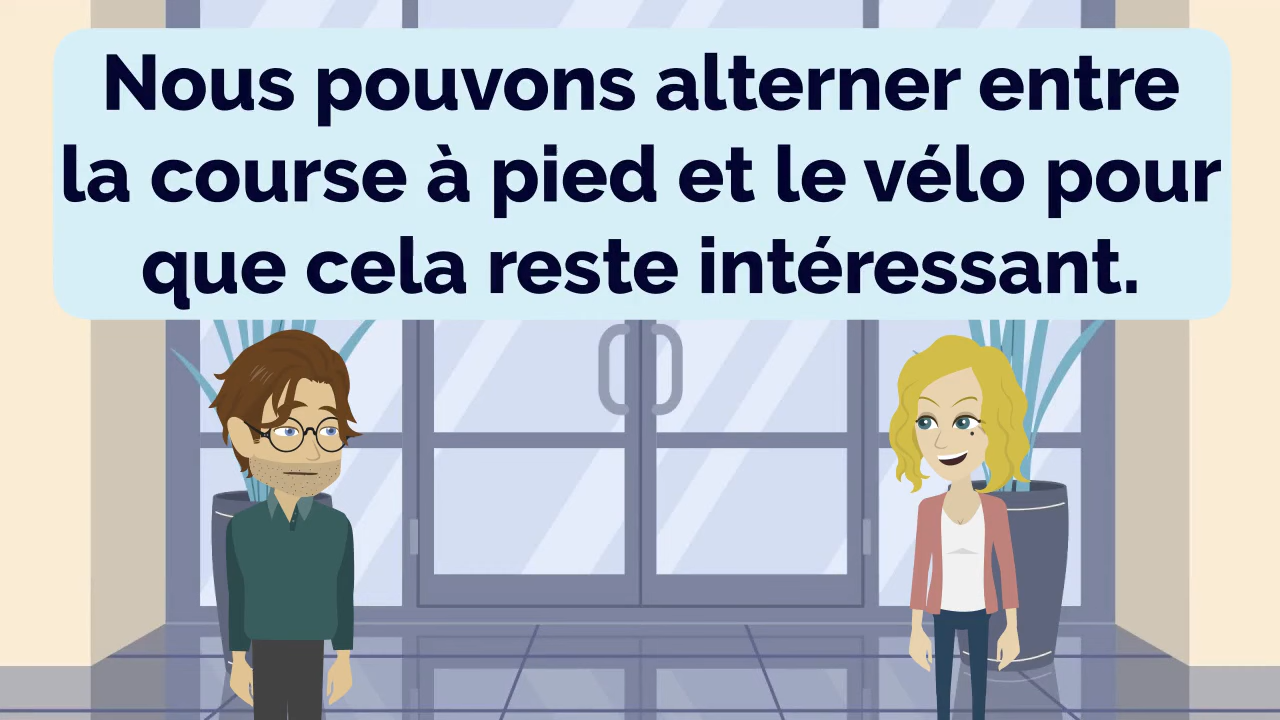 Nous pouvons alterner entre
la course à pied et le vélo pour
que cela reste intéressant.